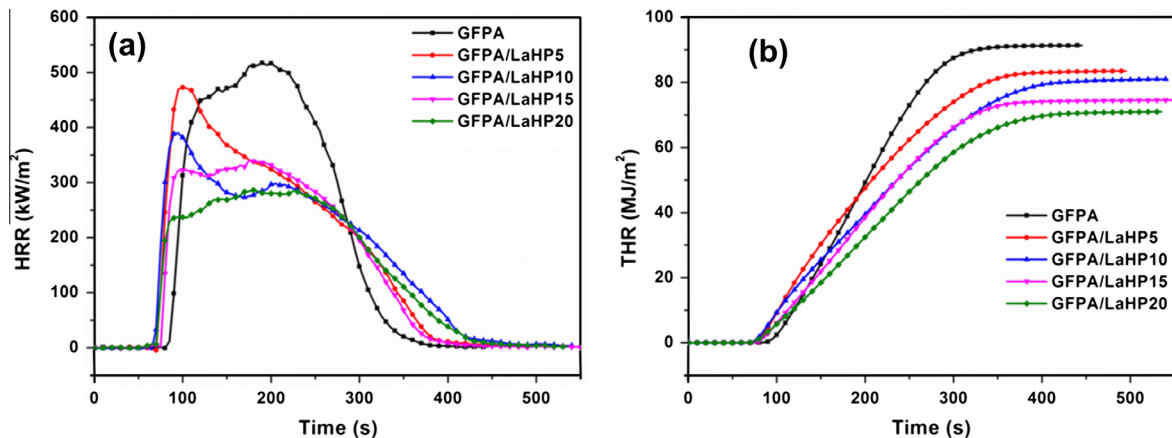 (a)
GFPA
GFPA/LaHP5
GFPA/LaHP10
GFPA/LaHP15
GFPA/LaHP20
HRR (kW/m²)
600
500
400
300
200
100
0
0 100 200 300 400 500
Time (s)
(b)
GFPA
GFPA/LaHP5
GFPA/LaHP10
GFPA/LaHP15
GFPA/LaHP20
THR (MJ/m²)
100
80
60
40
20
0
0 100 200 300 400 500
Time (s)